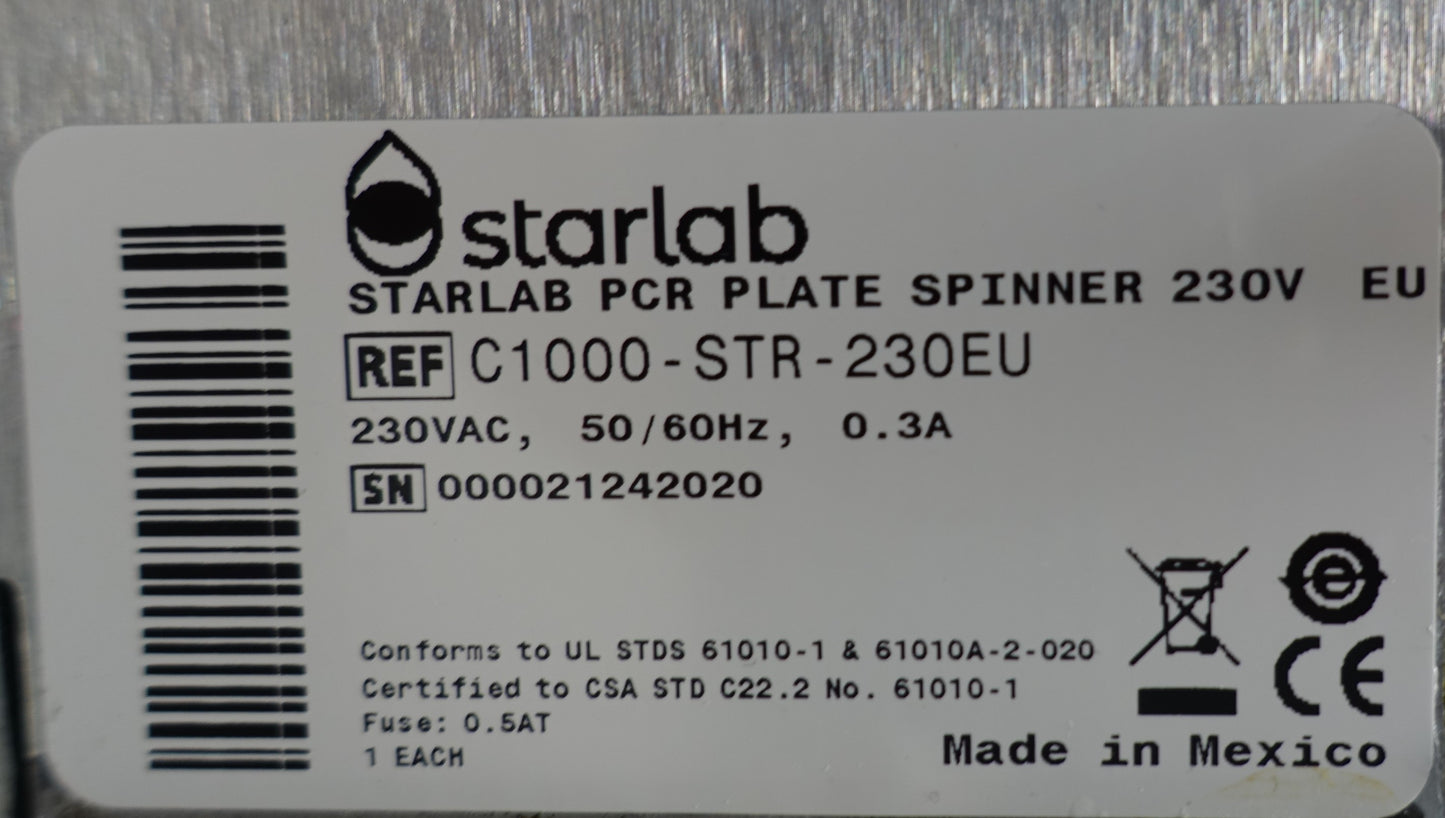 starlab
STARLAB PCR PLATE SPINNER 230V EU
REF C1000-STR-230EU
230VAC, 50/60Hz, 0.3A
SN 000021242020
Conforms to UL STDS 61010-1 & 61010A-2-020
Certified to CSA STD C22.2 No. 61010-1
Fuse: 0.5AT
1 EACH
e
CE
Made in Mexico